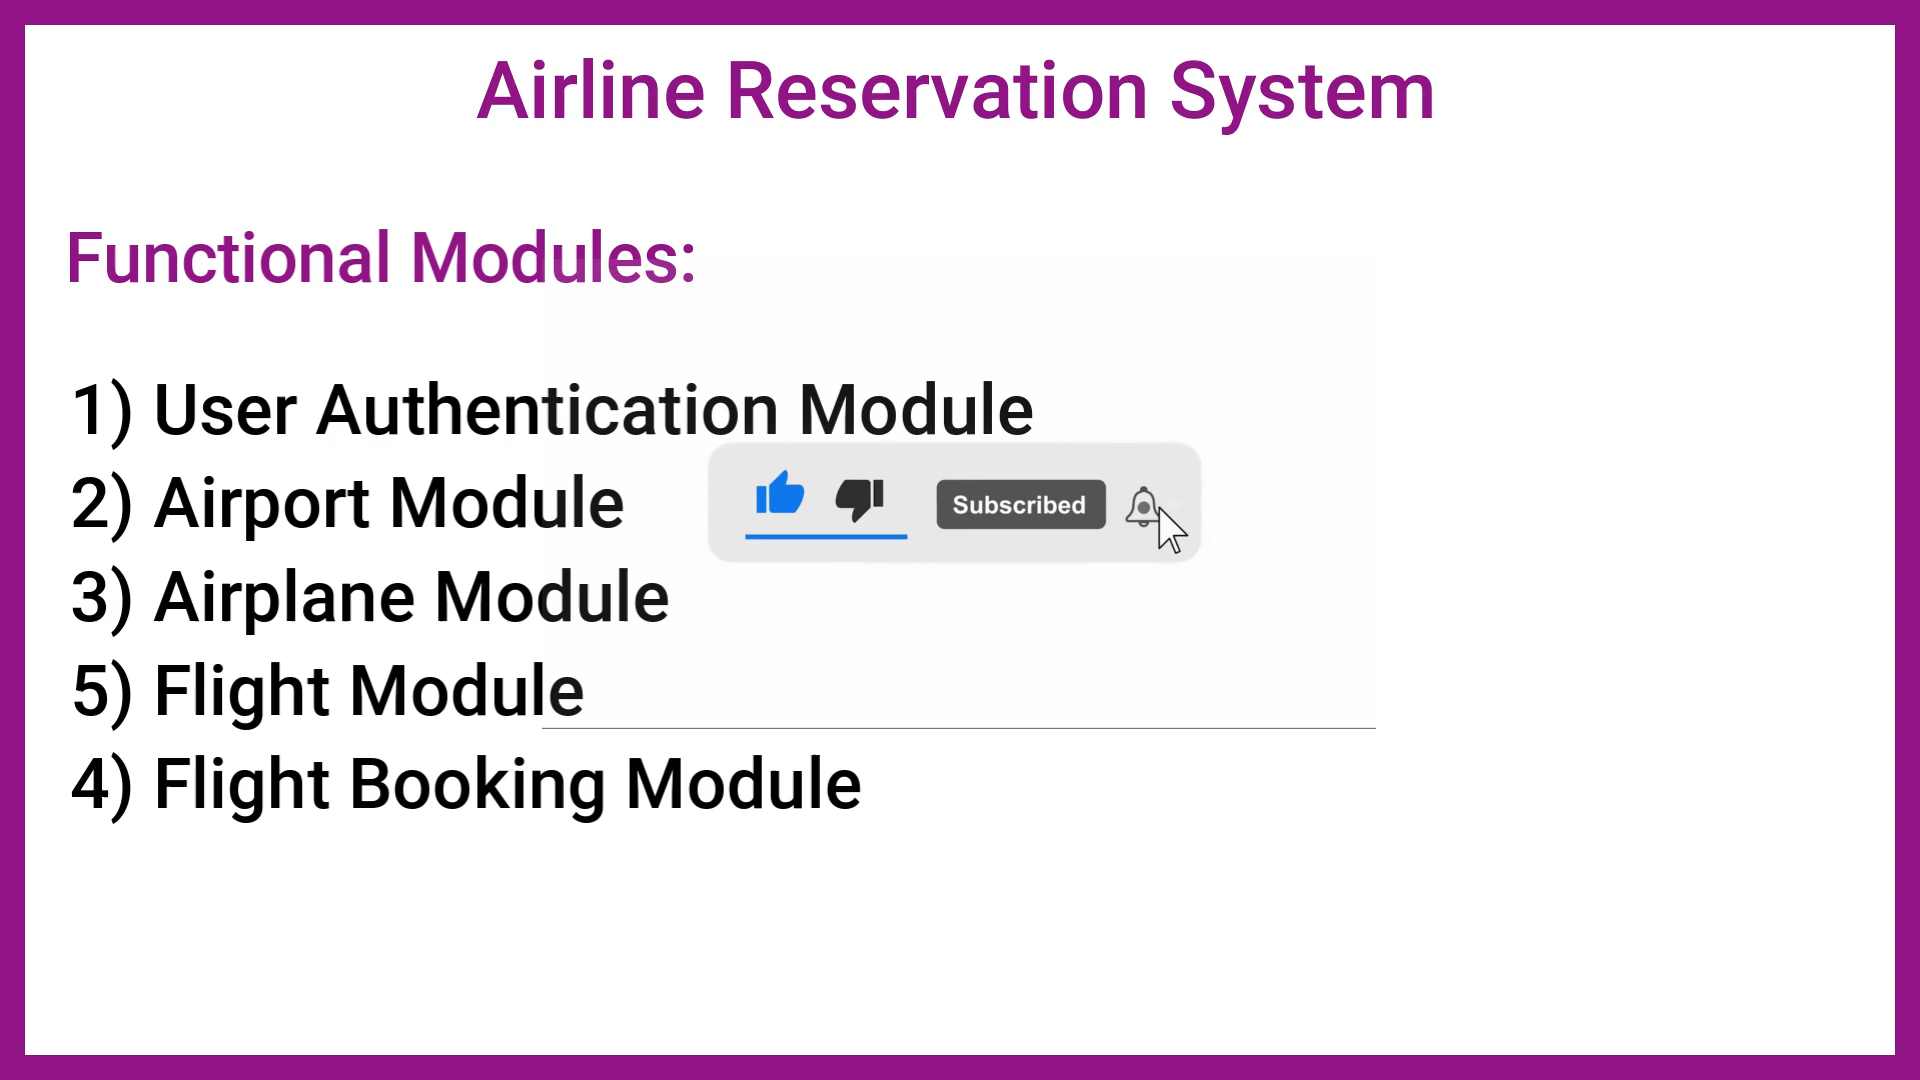 Airline Reservation System
Functional Modules:
1) User Authentication Module
2) Airport Module
Subscribed
3) Airplane Module
5) Flight Module
4) Flight Booking Module